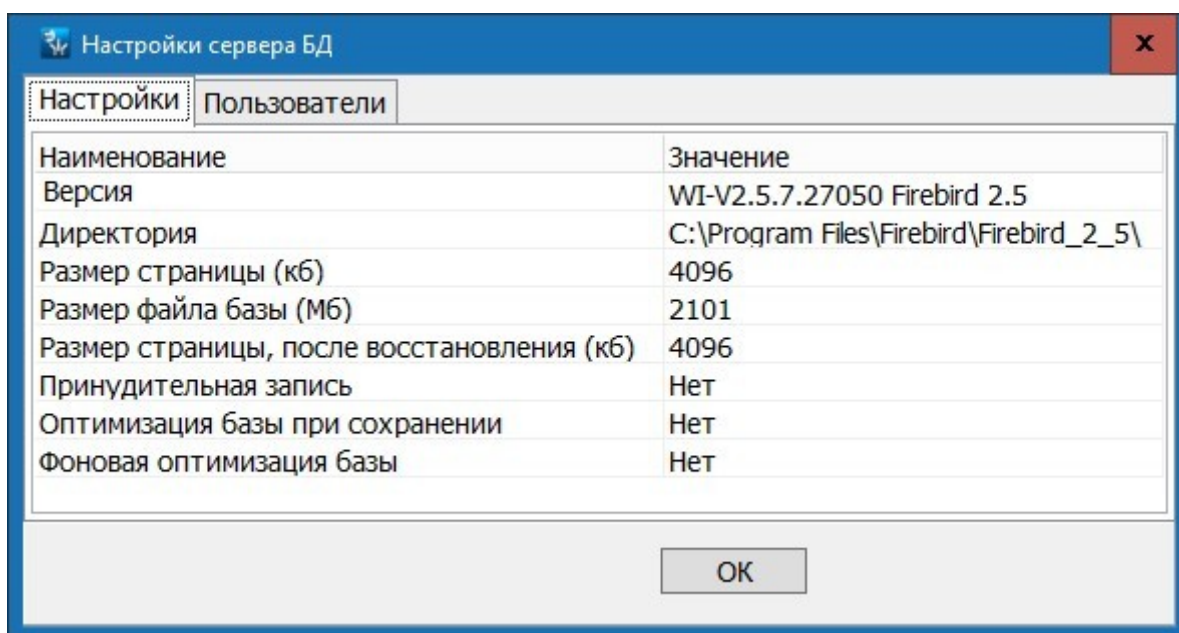 Настройки сервера БД x
Настройки Пользователи
Наименование Значение
Версия WI-V2.5.7.27050 Firebird 2.5
Директория C:\Program Files\Firebird\Firebird_2_5\
Размер страницы (кб) 4096
Размер файла базы (Мб) 2101
Размер страницы, после восстановления (кб) 4096
Принудительная запись Нет
Оптимизация базы при сохранении Нет
Фоновая оптимизация базы Нет
ОК